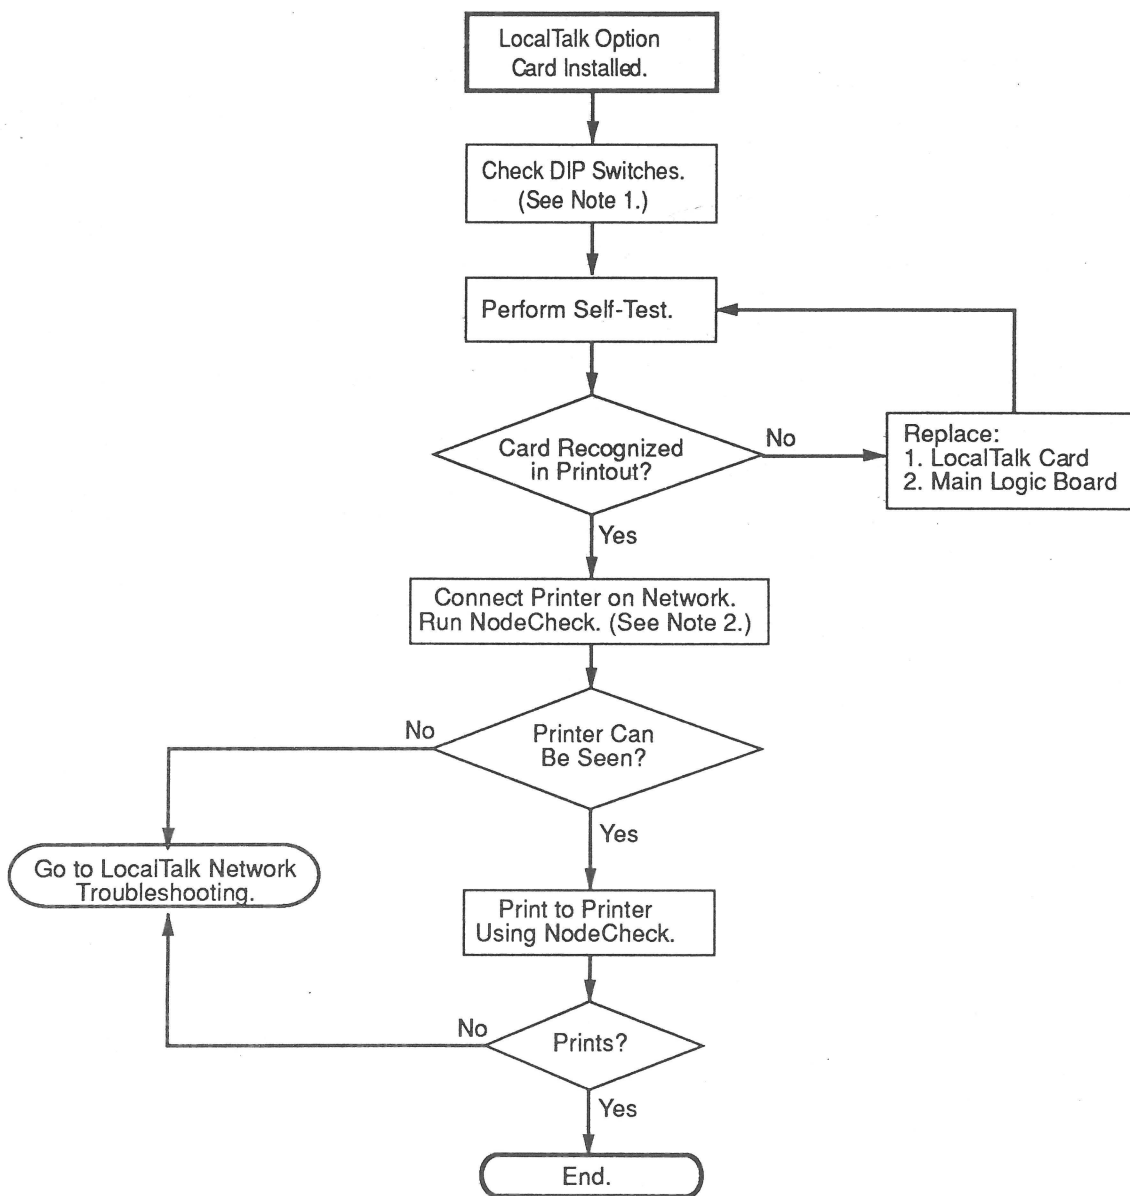 LocalTalk Option
Card Installed.
Check DIP Switches.
(See Note 1.)
Perform Self-Test.
Card Recognized
in Printout?
No
Replace:
1. LocalTalk Card
2. Main Logic Board
Yes
Connect Printer on Network.
Run NodeCheck. (See Note 2.)
No
Printer Can
Be Seen?
Yes
Go to LocalTalk Network
Troubleshooting.
Print to Printer
Using NodeCheck.
No
Prints?
Yes
End.